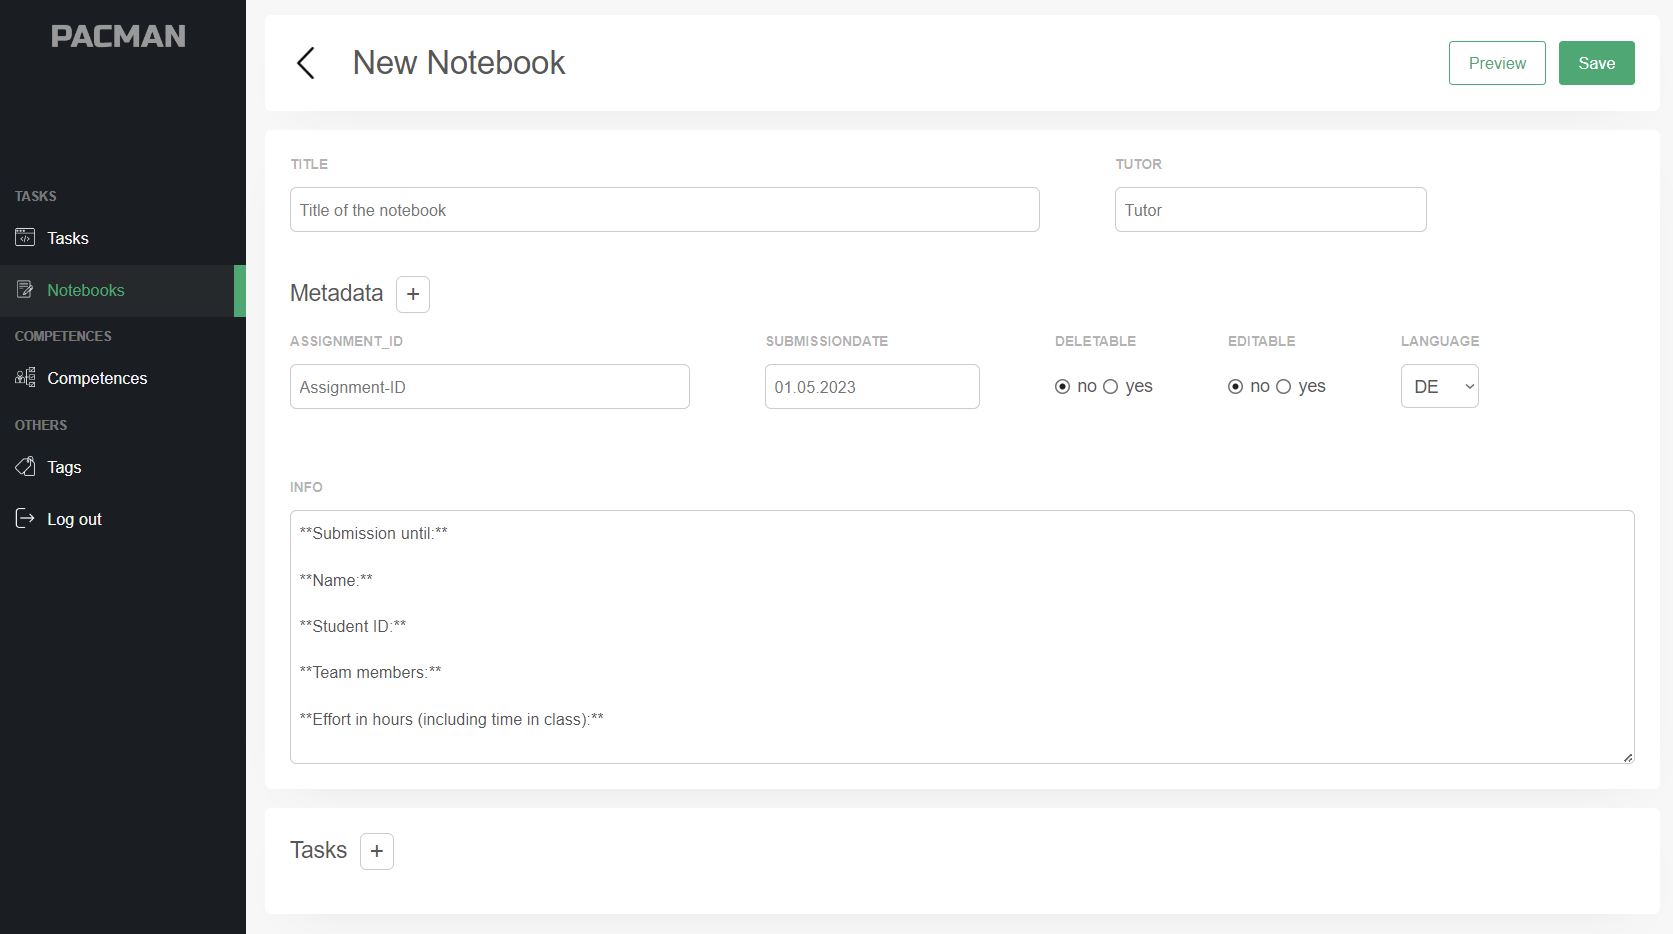 PACMAN
TASKS
Tasks
Notebooks
COMPETENCES
Competences
OTHERS
Tags
Log out
New Notebook
Preview Save
TITLE TUTOR
Title of the notebook Tutor
Metadata +
ASSIGNMENT_ID SUBMISSIONDATE DELETABLE EDITABLE LANGUAGE
Assignment-ID 01.05.2023 no yes no yes DE
INFO
**Submission until:**
**Name:**
**Student ID:**
**Team members:**
**Effort in hours (including time in class):**
Tasks +